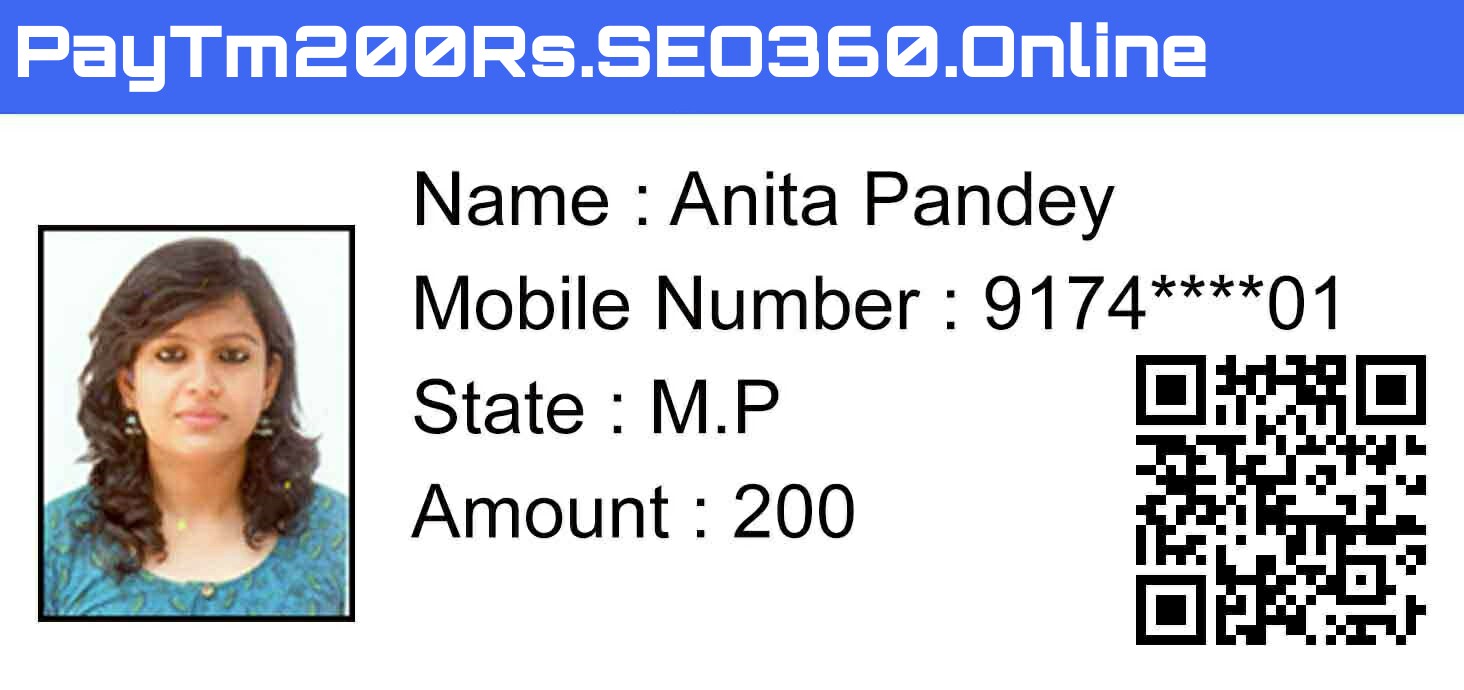 PayTm200Rs.SEO360.Online
Name : Anita Pandey
Mobile Number : 9174****01
State : M.P
Amount : 200